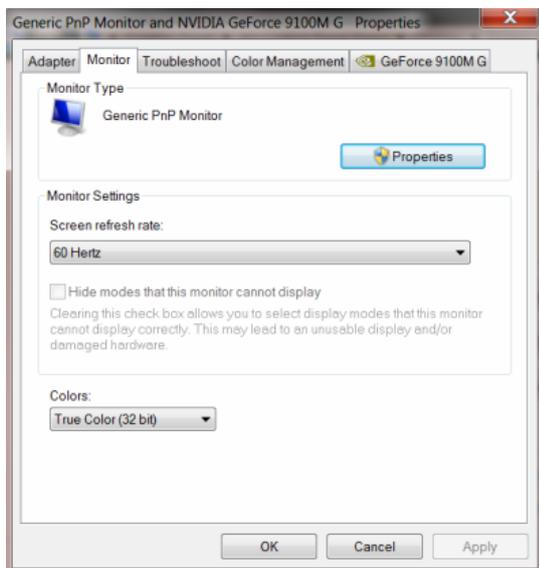 Generic PnP Monitor and NVIDIA GeForce 9100M G Properties
X
Adapter Monitor Troubleshoot Color Management GeForce 9100M G
Monitor Type
Generic PnP Monitor
Properties
Monitor Settings
Screen refresh rate:
60 Hertz
Hide modes that this monitor cannot display
Clearing this check box allows you to select display modes that this monitor
cannot display correctly. This may lead to an unusable display and/or
damaged hardware.
Colors:
True Color (32 bit)
OK Cancel Apply